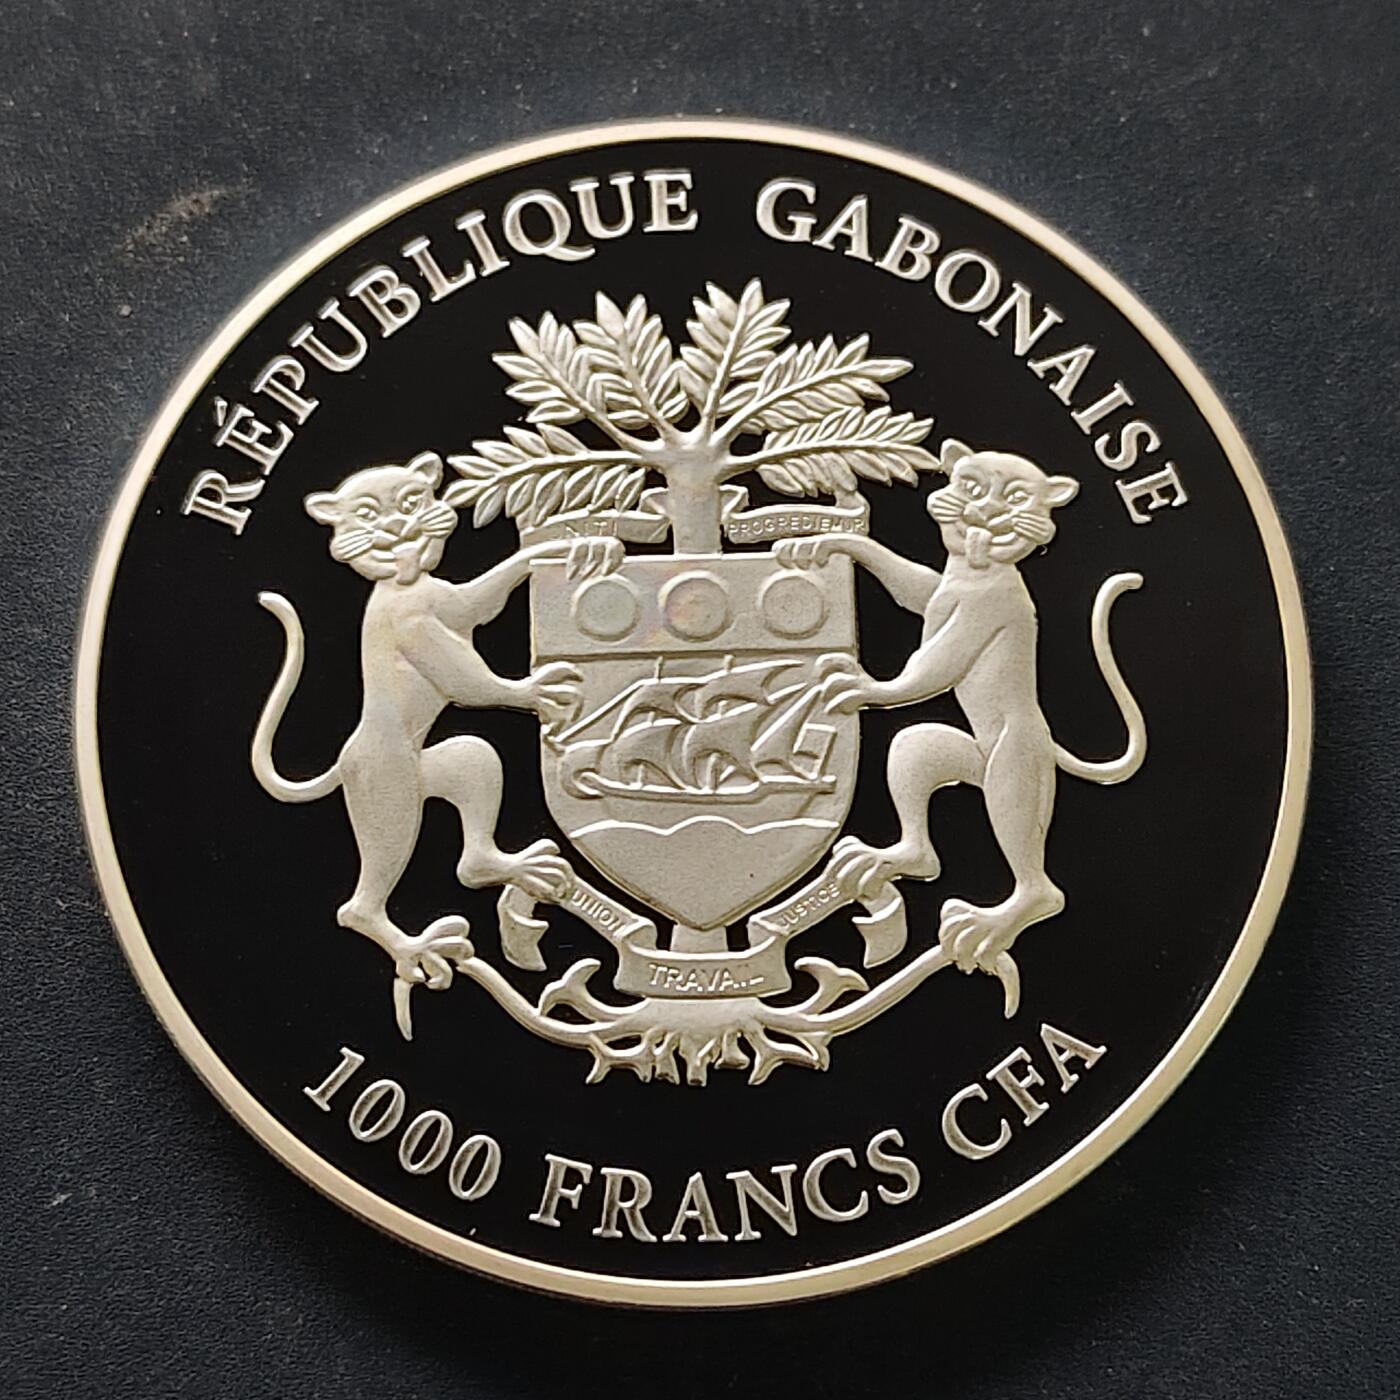 RÉPUBLIQUE GABONAISE
UNITI PROGREDIEMUR
UNION TRAVAIL JUSTICE
1000 FRANCS CFA